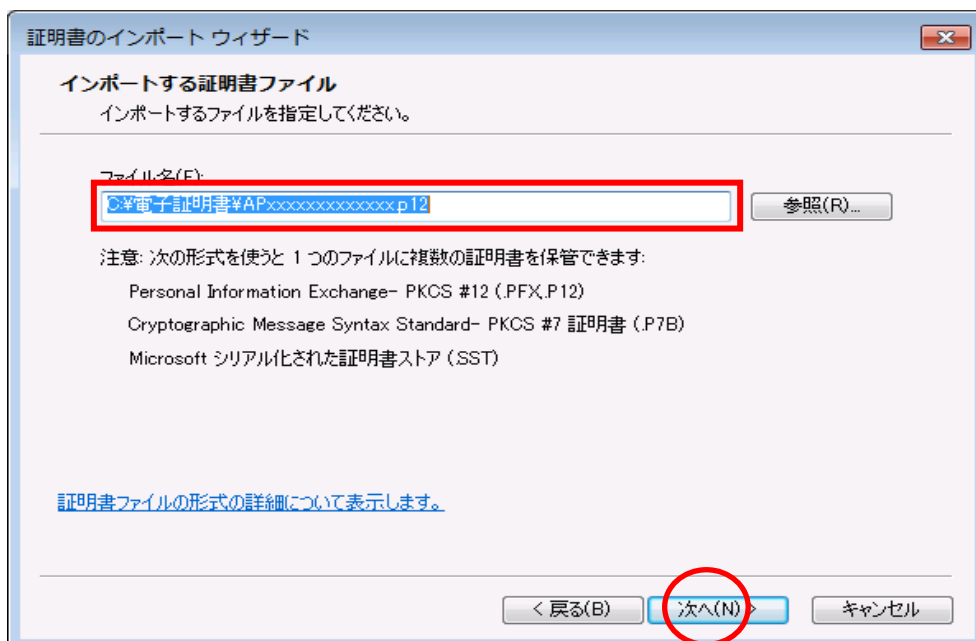 証明書のインポート ウィザード
インポートする証明書ファイル
インポートするファイルを指定してください。
ファイル名(F):
C:¥電子証明書¥APxxxxxxxxxxxxx.p12
参照(R)...
注意: 次の形式を使うと 1 つのファイルに複数の証明書を保管できます:
Personal Information Exchange- PKCS #12 (.PFX,.P12)
Cryptographic Message Syntax Standard- PKCS #7 証明書 (.P7B)
Microsoft シリアル化された証明書ストア (.SST)
証明書ファイルの形式の詳細について表示します。
< 戻る(B) 次へ(N) > キャンセル